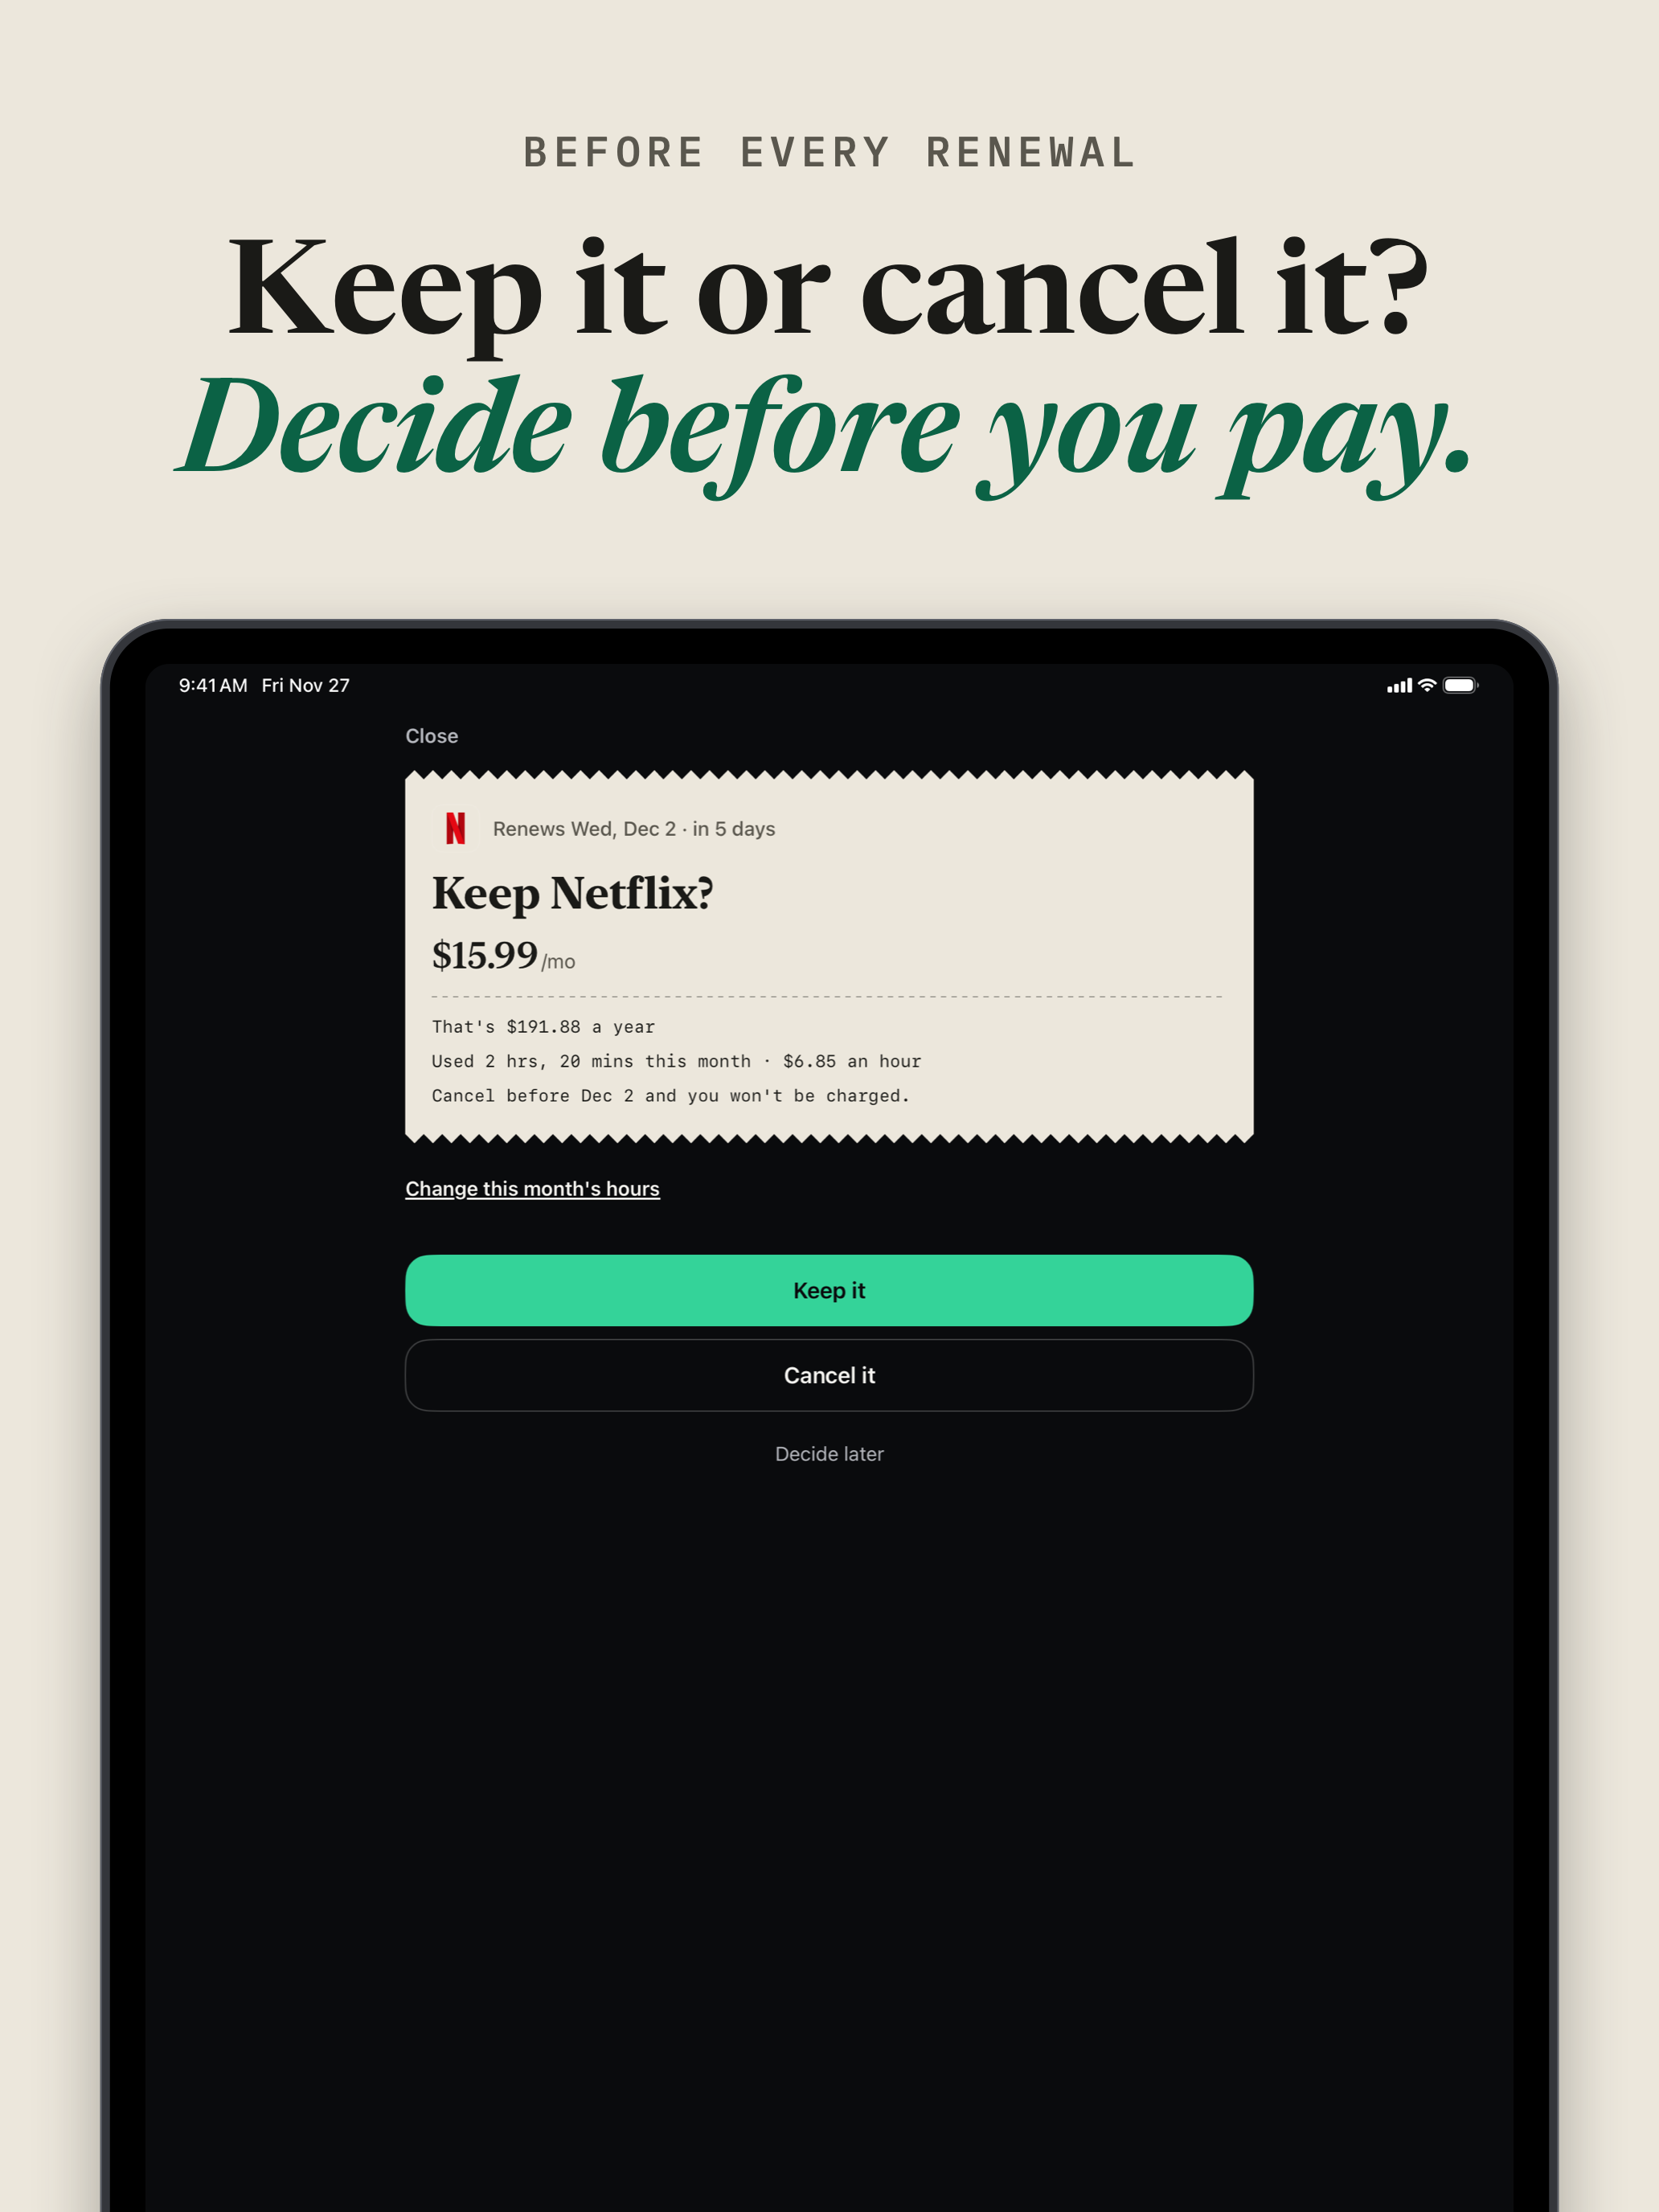 BEFORE EVERY RENEWAL
Keep it or cancel it?
Decide before you pay.
9:41 AM Fri Nov 27
Close
N
Renews Wed, Dec 2 · in 5 days
Keep Netflix?
$15.99/mo
That's $191.88 a year
Used 2 hrs, 20 mins this month · $6.85 an hour
Cancel before Dec 2 and you won't be charged.
Change this month's hours
Keep it
Cancel it
Decide later